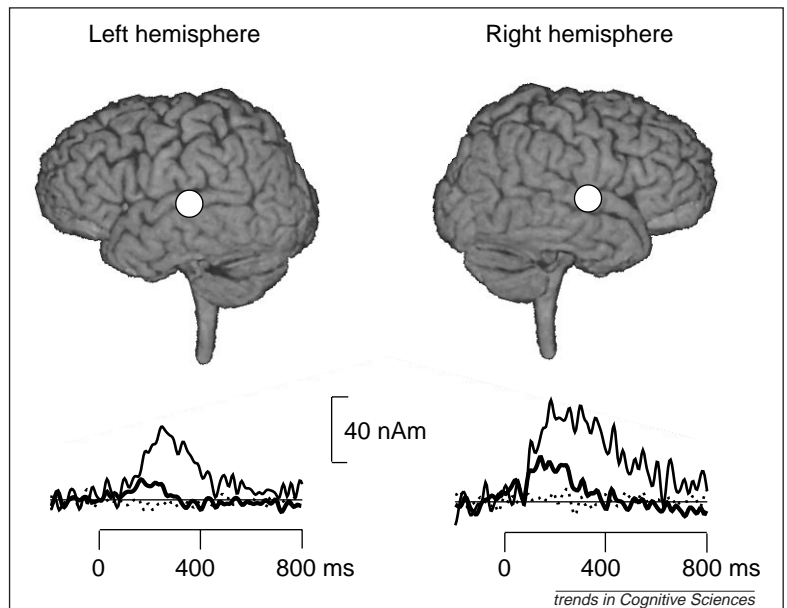 Left hemisphere
Right hemisphere
40 nAm
0 400 800 ms
0 400 800 ms
trends in Cognitive Sciences